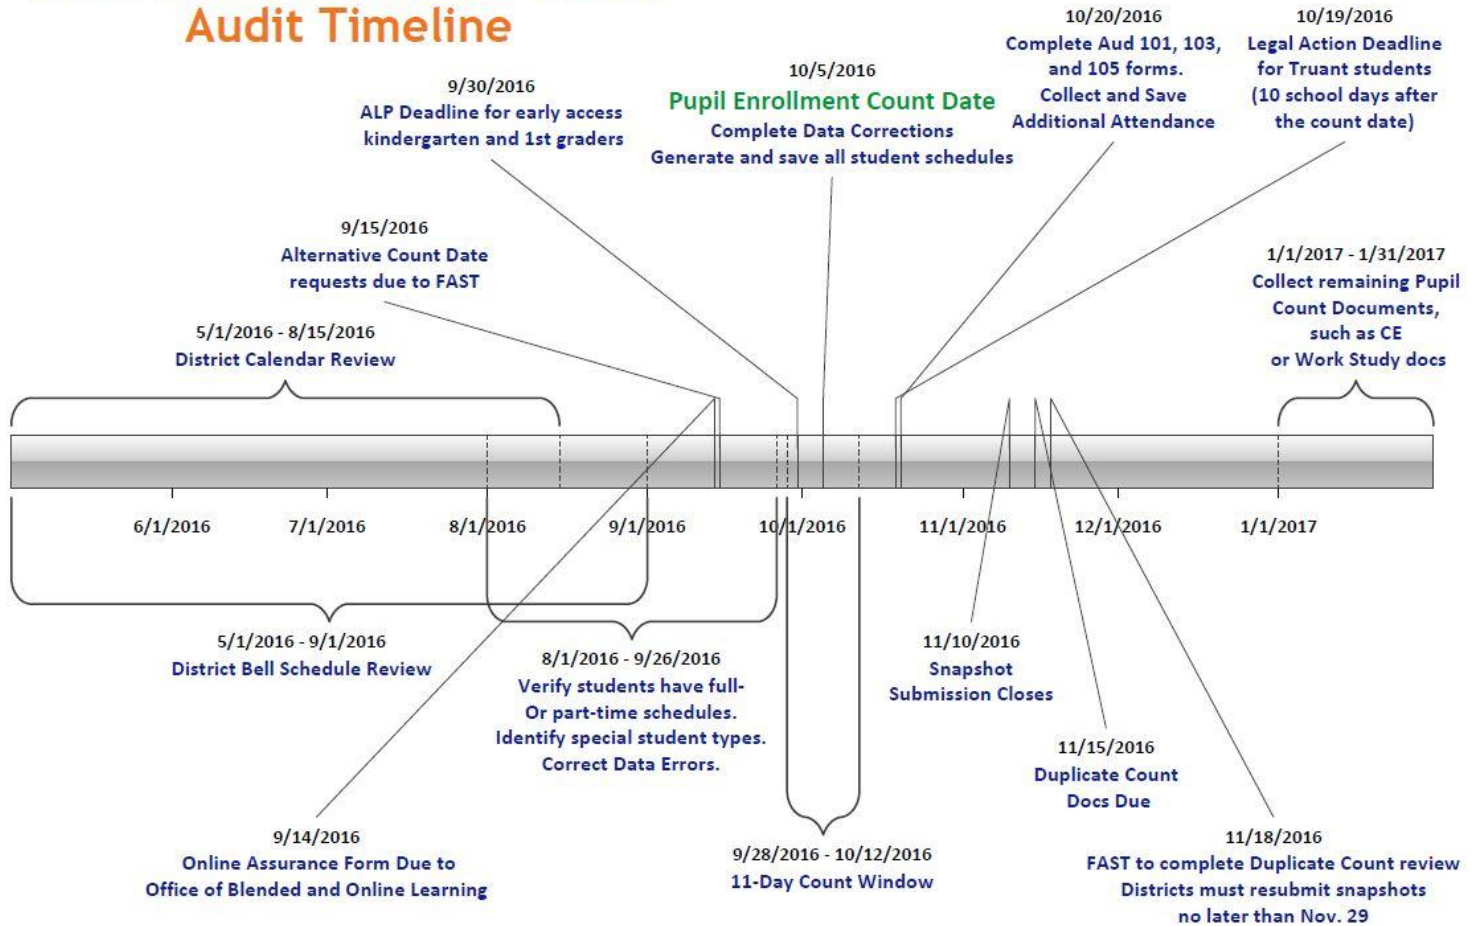 Audit Timeline
10/20/2016
Complete Aud 101, 103,
and 105 forms.
Collect and Save
Additional Attendance
10/19/2016
Legal Action Deadline
for Truant students
(10 school days after
the count date)
10/5/2016
Pupil Enrollment Count Date
Complete Data Corrections
Generate and save all student schedules
9/30/2016
ALP Deadline for early access
kindergarten and 1st graders
9/15/2016
Alternative Count Date
requests due to FAST
1/1/2017 - 1/31/2017
Collect remaining Pupil
Count Documents,
such as CE
or Work Study docs
5/1/2016 - 8/15/2016
District Calendar Review
6/1/2016
7/1/2016
8/1/2016
9/1/2016
10/1/2016
11/1/2016
12/1/2016
1/1/2017
5/1/2016 - 9/1/2016
District Bell Schedule Review
8/1/2016 - 9/26/2016
Verify students have full-
Or part-time schedules.
Identify special student types.
Correct Data Errors.
11/10/2016
Snapshot
Submission Closes
11/15/2016
Duplicate Count
Docs Due
9/14/2016
Online Assurance Form Due to
Office of Blended and Online Learning
9/28/2016 - 10/12/2016
11-Day Count Window
11/18/2016
FAST to complete Duplicate Count review
Districts must resubmit snapshots
no later than Nov. 29